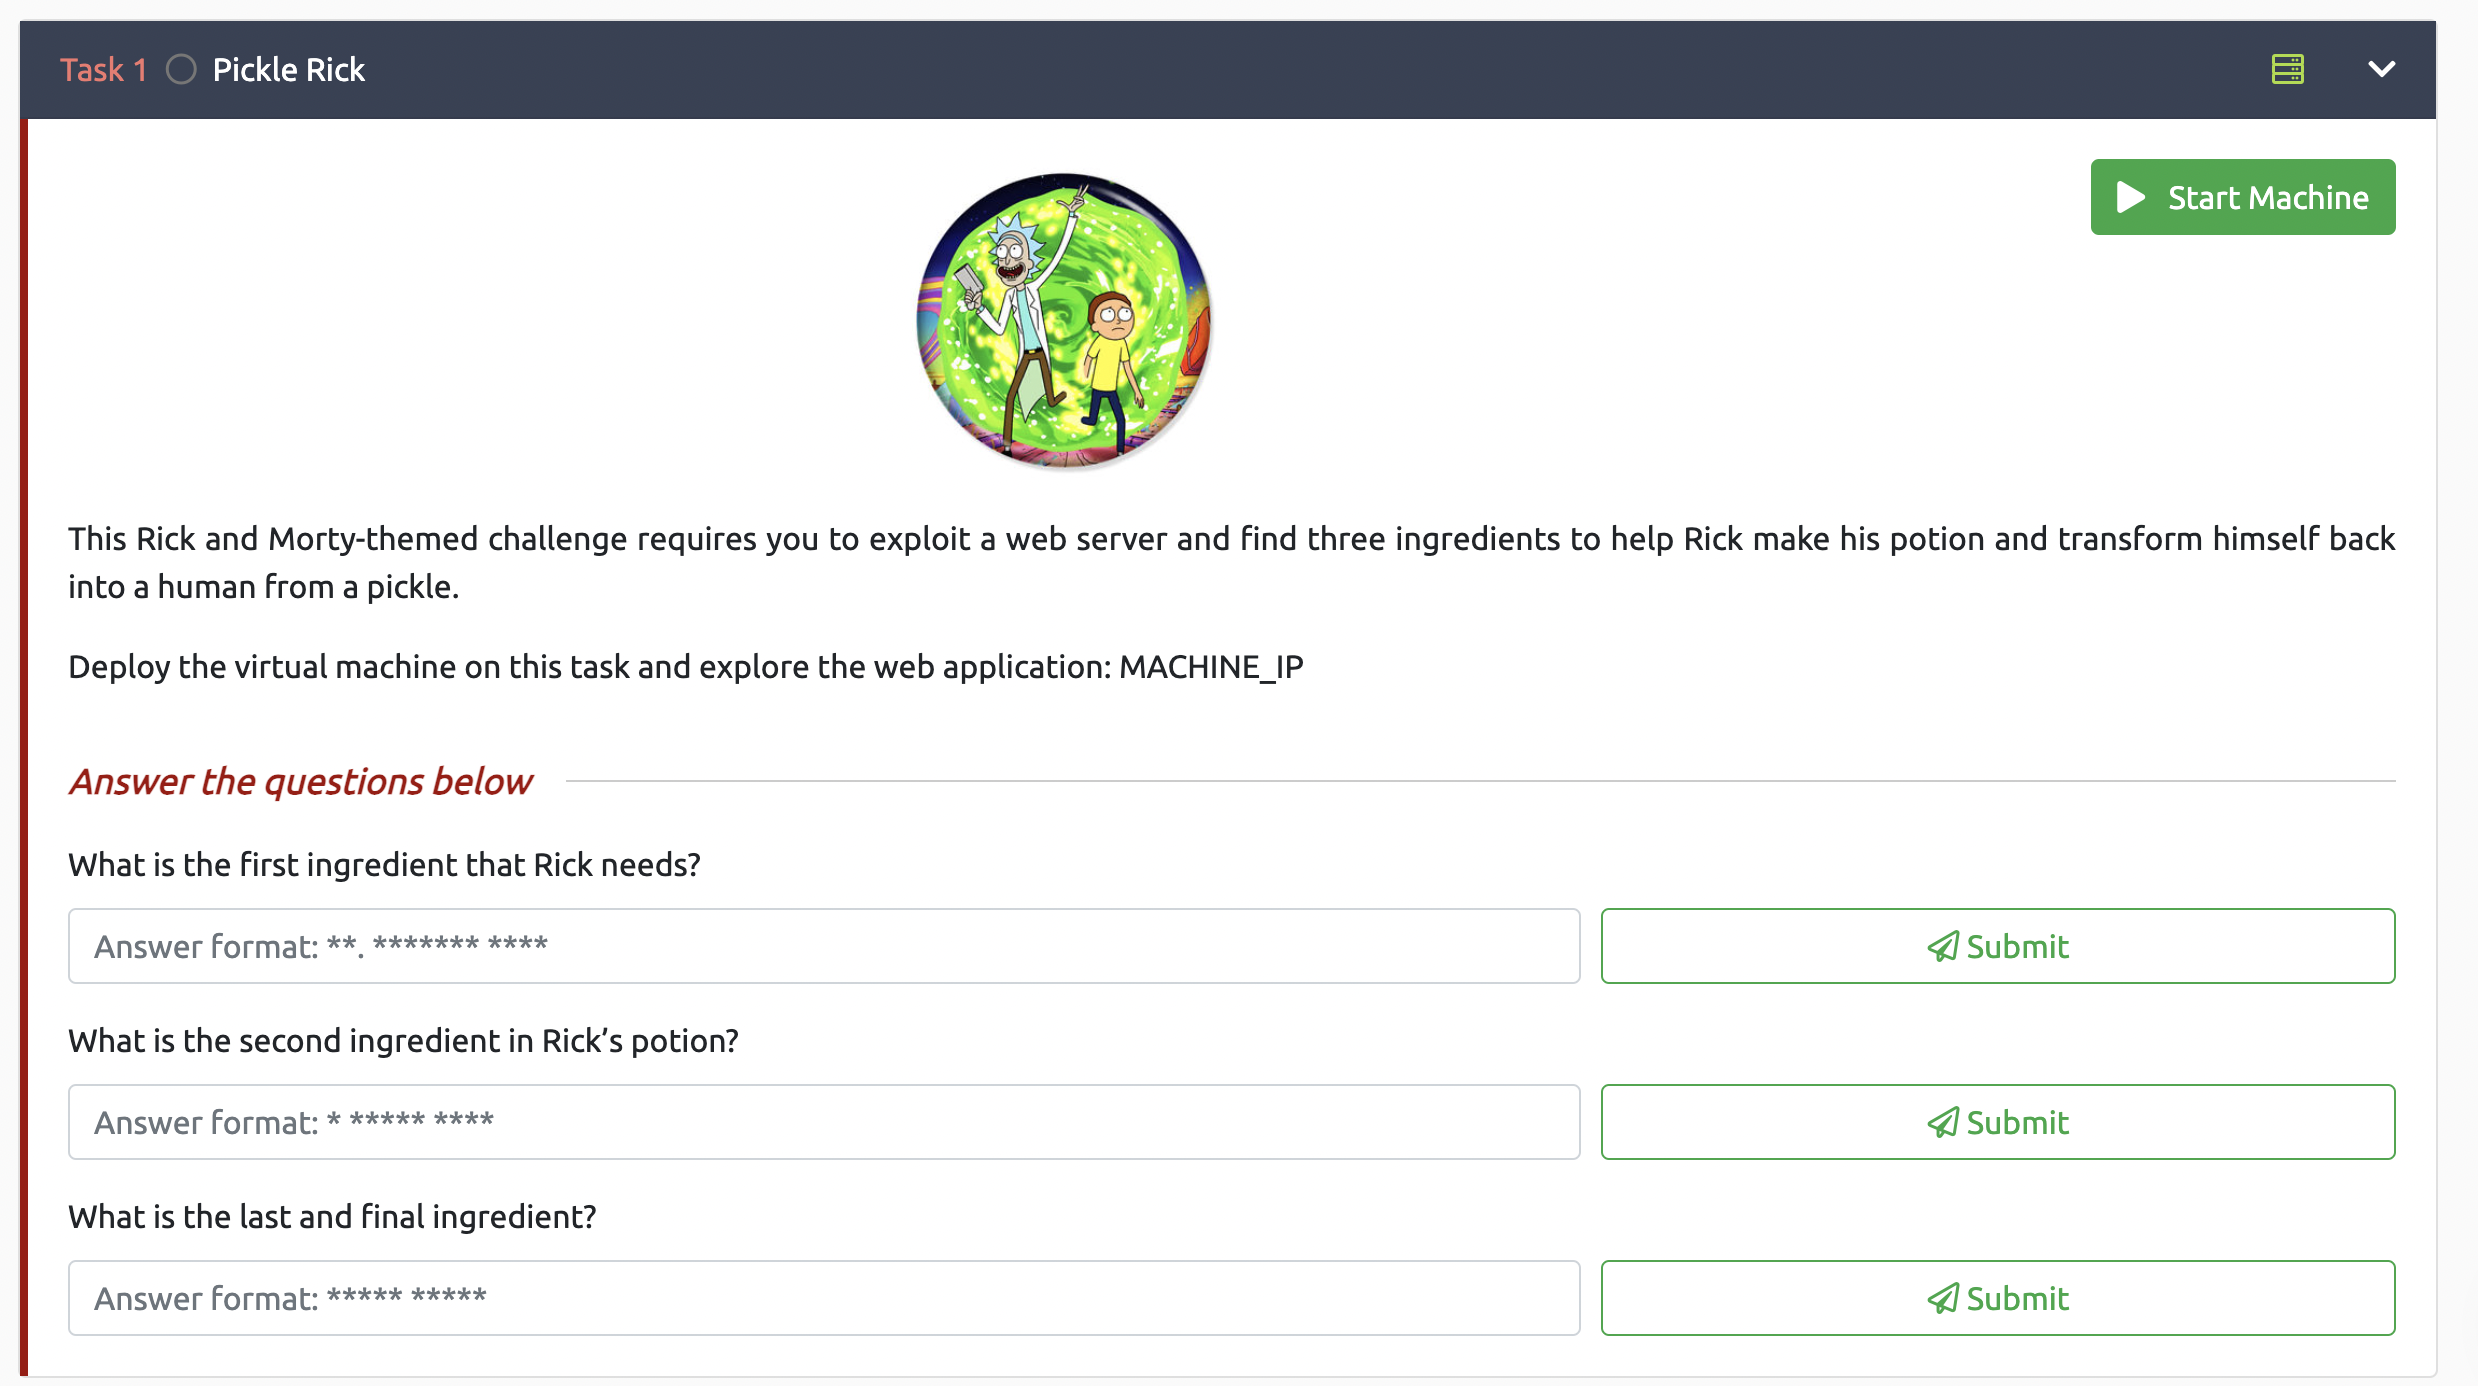 Task 1 Pickle Rick
Start Machine
This Rick and Morty-themed challenge requires you to exploit a web server and find three ingredients to help Rick make his potion and transform himself back
into a human from a pickle.
Deploy the virtual machine on this task and explore the web application: MACHINE_IP
Answer the questions below
What is the first ingredient that Rick needs?
Answer format: **. ******* ****
Submit
What is the second ingredient in Rick’s potion?
Answer format: * ***** ****
Submit
What is the last and final ingredient?
Answer format: ***** *****
Submit